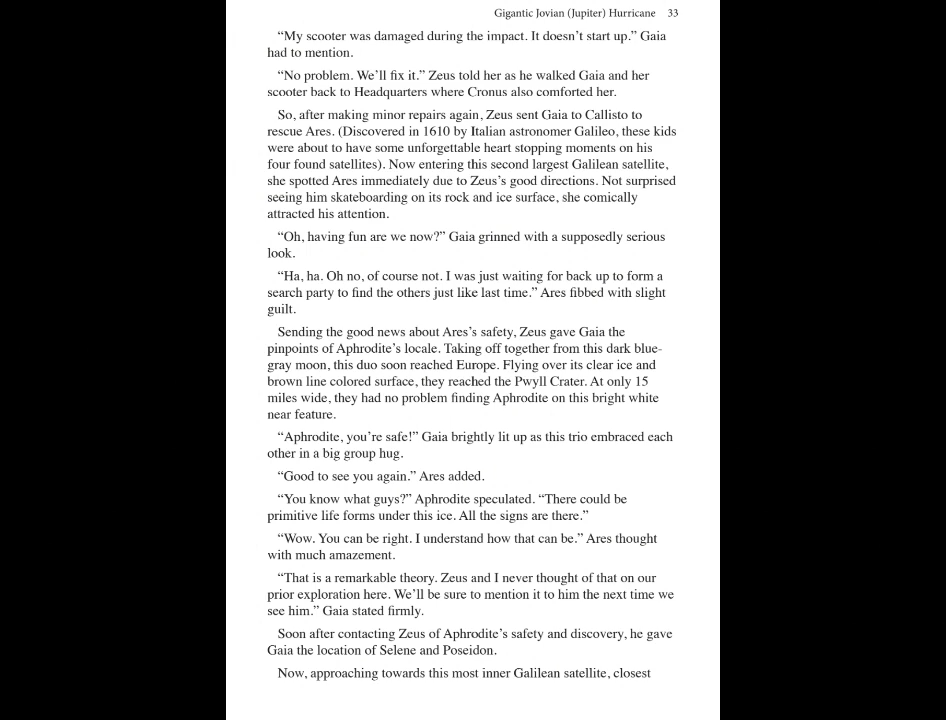 Gigantic Jovian (Jupiter) Hurricane 33
“My scooter was damaged during the impact. It doesn’t start up.” Gaia
had to mention.
“No problem. We’ll fix it.” Zeus told her as he walked Gaia and her
scooter back to Headquarters where Cronus also comforted her.
So, after making minor repairs again, Zeus sent Gaia to Callisto to
rescue Ares. (Discovered in 1610 by Italian astronomer Galileo, these kids
were about to have some unforgettable heart stopping moments on his
four found satellites). Now entering this second largest Galilean satellite,
she spotted Ares immediately due to Zeus’s good directions. Not surprised
seeing him skateboarding on its rock and ice surface, she comically
attracted his attention.
“Oh, having fun are we now?” Gaia grinned with a supposedly serious
look.
“Ha, ha. Oh no, of course not. I was just waiting for back up to form a
search party to find the others just like last time.” Ares fibbed with slight
guilt.
Sending the good news about Ares’s safety, Zeus gave Gaia the
pinpoints of Aphrodite’s locale. Taking off together from this dark blue-
gray moon, this duo soon reached Europe. Flying over its clear ice and
brown line colored surface, they reached the Pwyll Crater. At only 15
miles wide, they had no problem finding Aphrodite on this bright white
near feature.
“Aphrodite, you’re safe!” Gaia brightly lit up as this trio embraced each
other in a big group hug.
“Good to see you again.” Ares added.
“You know what guys?” Aphrodite speculated. “There could be
primitive life forms under this ice. All the signs are there.”
“Wow. You can be right. I understand how that can be.” Ares thought
with much amazement.
“That is a remarkable theory. Zeus and I never thought of that on our
prior exploration here. We’ll be sure to mention it to him the next time we
see him.” Gaia stated firmly.
Soon after contacting Zeus of Aphrodite’s safety and discovery, he gave
Gaia the location of Selene and Poseidon.
Now, approaching towards this most inner Galilean satellite, closest